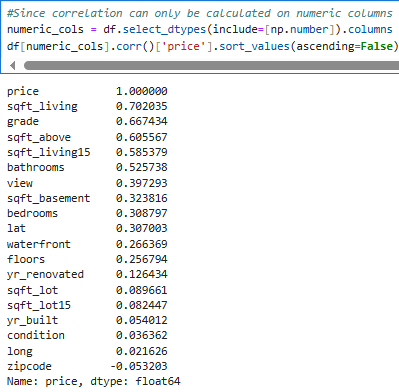 #Since correlation can only be calculated on numeric columns
numeric_cols = df.select_dtypes(include=[np.number]).columns
df[numeric_cols].corr()['price'].sort_values(ascending=False)
price 1.000000
sqft_living 0.702035
grade 0.667434
sqft_above 0.605567
sqft_living15 0.585379
bathrooms 0.525738
view 0.397293
sqft_basement 0.323816
bedrooms 0.308797
lat 0.307003
waterfront 0.266369
floors 0.256794
yr_renovated 0.126434
sqft_lot 0.089661
sqft_lot15 0.082447
yr_built 0.054012
condition 0.036362
long 0.021626
zipcode -0.053203
Name: price, dtype: float64